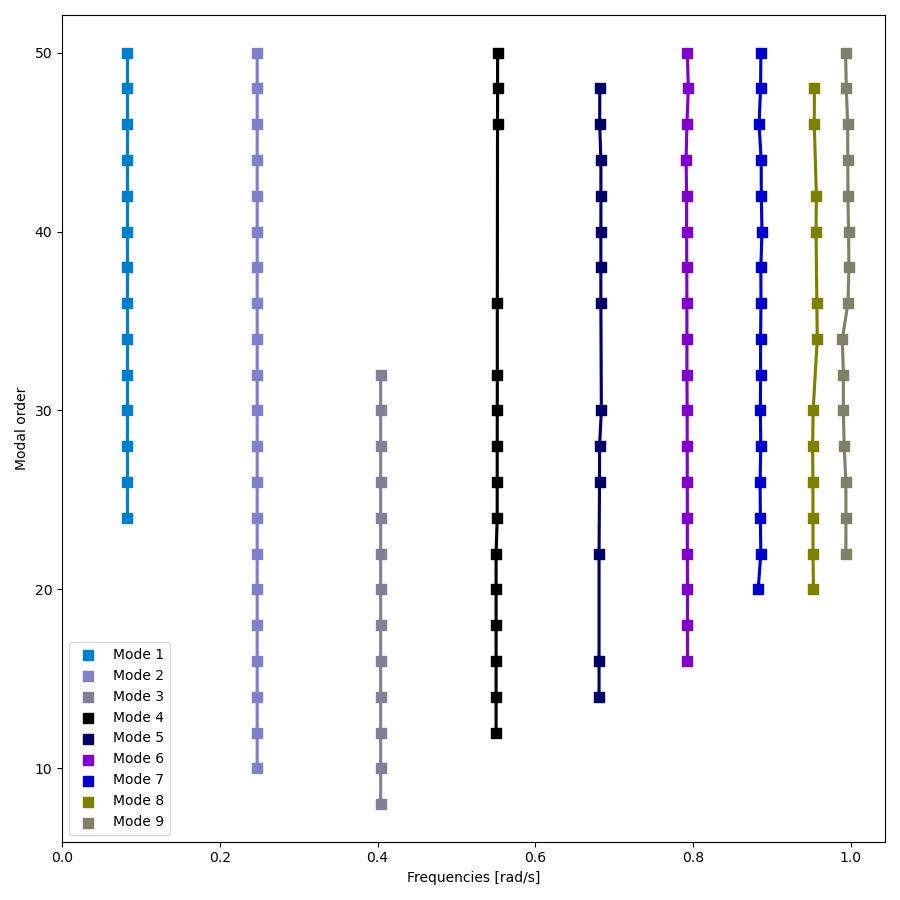 50
40
30
20
10
Modal order
Mode 1
Mode 2
Mode 3
Mode 4
Mode 5
Mode 6
Mode 7
Mode 8
Mode 9
0.0 0.2 0.4 0.6 0.8 1.0
Frequencies [rad/s]